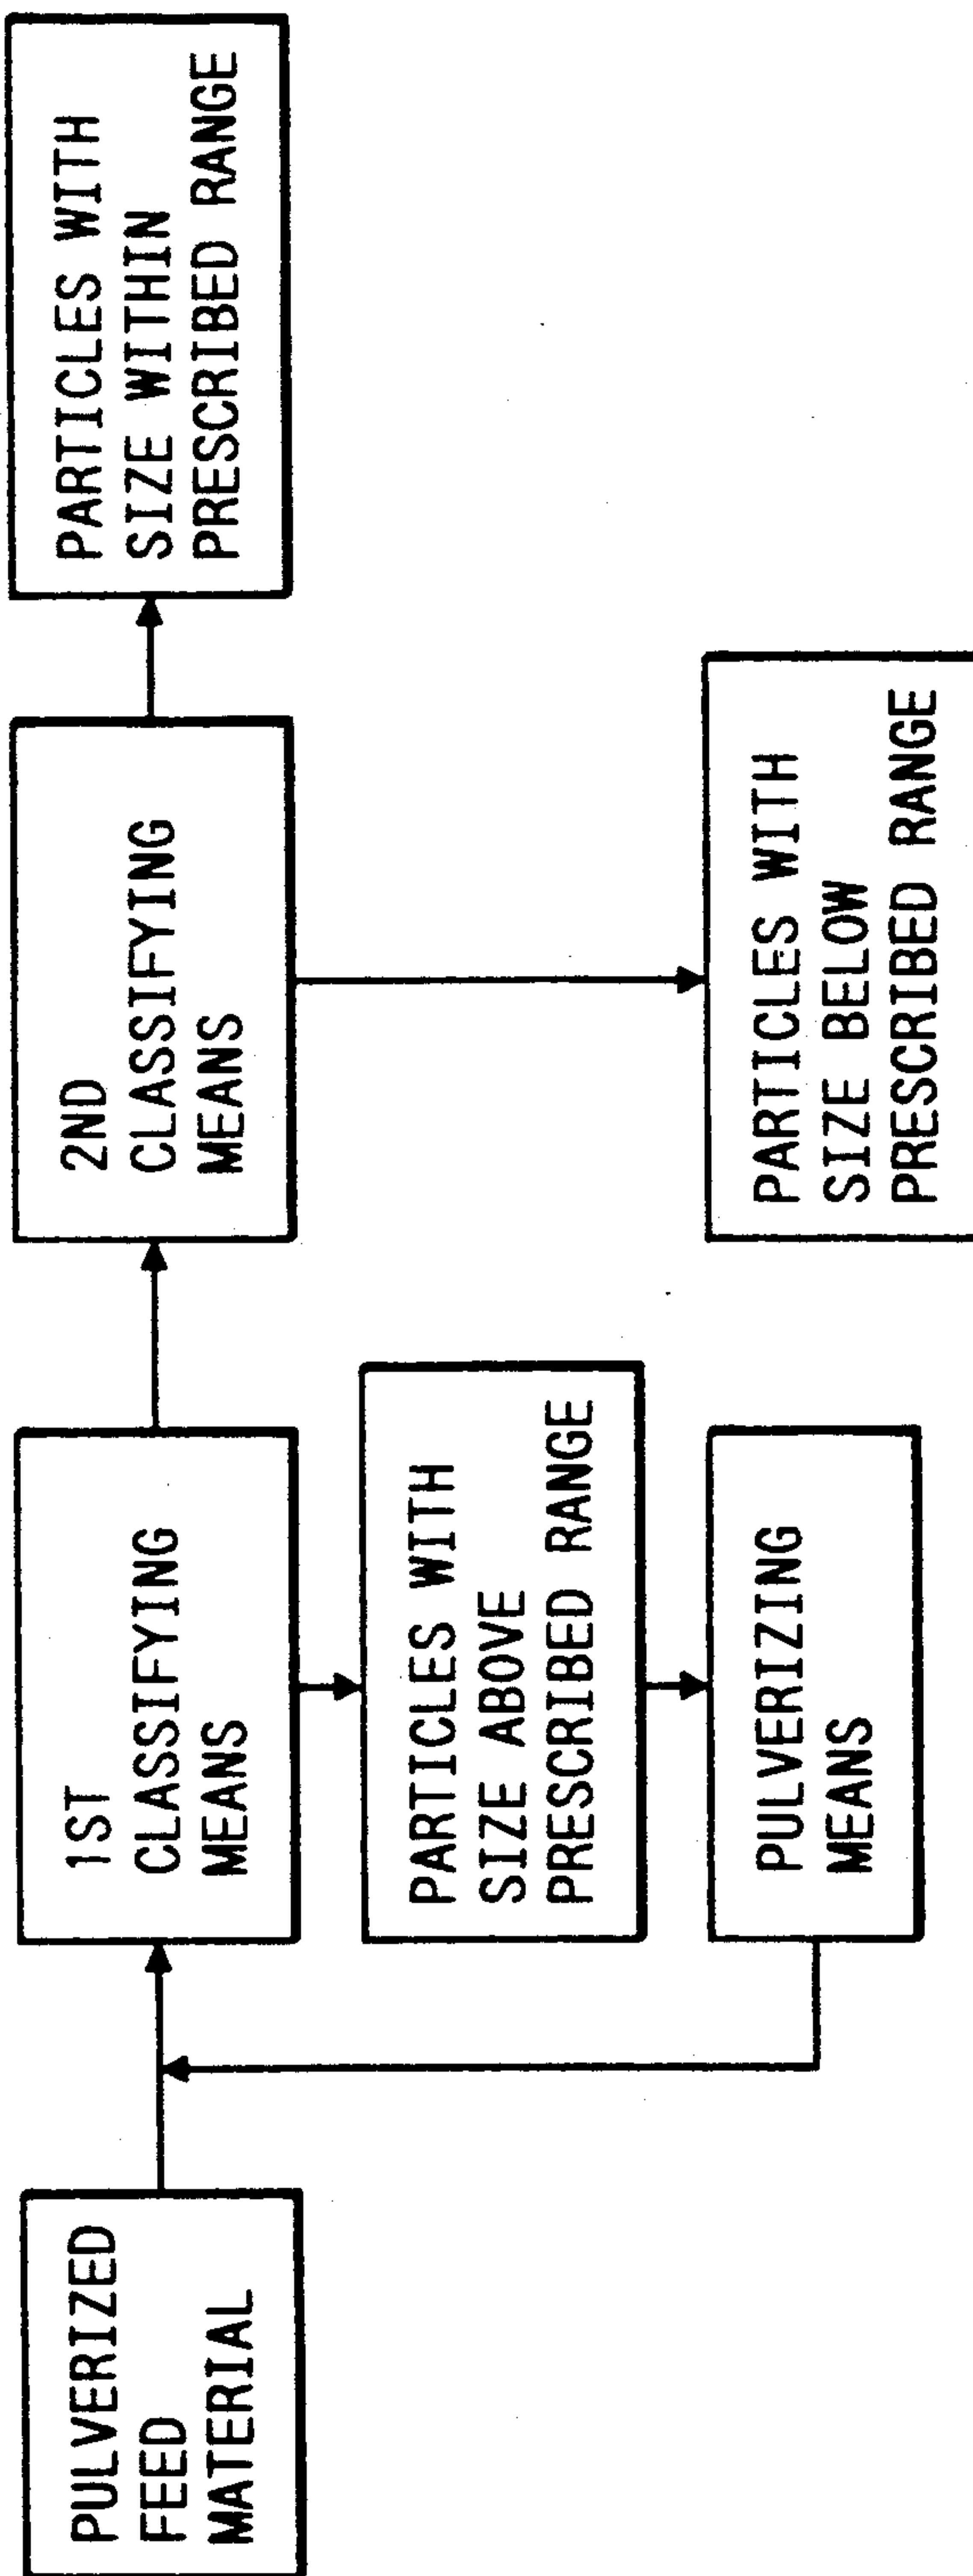 PULVERIZED
FEED
MATERIAL
1ST
CLASSIFYING
MEANS
PARTICLES WITH
SIZE ABOVE
PRESCRIBED RANGE
PULVERIZING
MEANS
2ND
CLASSIFYING
MEANS
PARTICLES WITH
SIZE BELOW
PRESCRIBED RANGE
PARTICLES WITH
SIZE WITHIN
PRESCRIBED RANGE